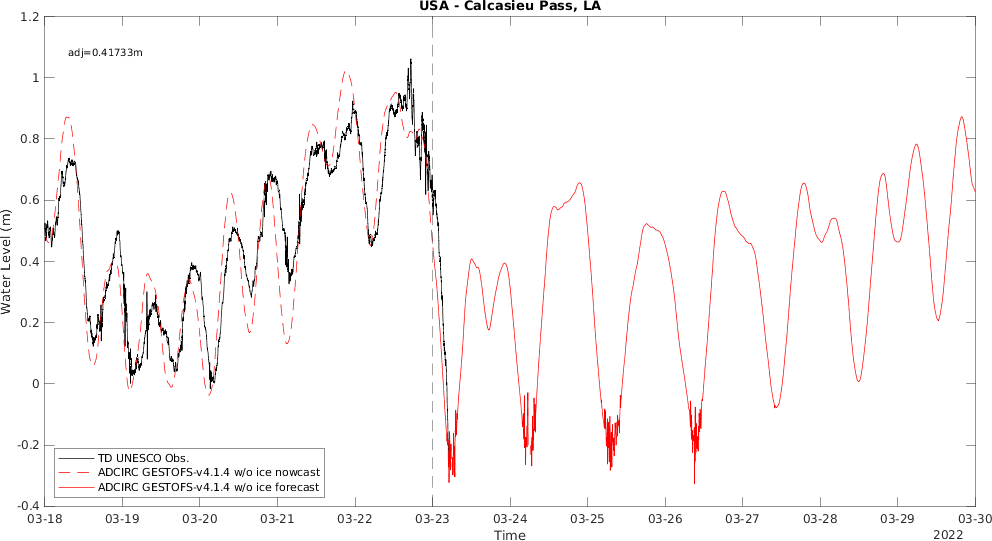 USA - Calcasieu Pass, LA
1.2
adj=0.41733m
1
0.8
0.6
0.4
0.2
0
-0.2
-0.4
Water Level (m)
TD UNESCO Obs.
ADCIRC GESTOFS-v4.1.4 w/o ice nowcast
ADCIRC GESTOFS-v4.1.4 w/o ice forecast
03-18 03-19 03-20 03-21 03-22 03-23 03-24 03-25 03-26 03-27 03-28 03-29 03-30
Time
2022